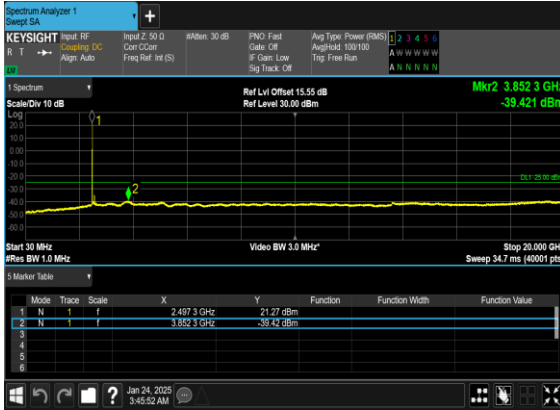 Spectrum Analyzer 1
Swept SA
+
KEYSIGHT Input: RF Input Z: 50 Ω #Atten: 30 dB PNO: Fast Avg Type: Power (RMS) 1 2 3 4 5 6
R T Coupling: DC Corr CCorr Gate: Off Avg|Hold: 100/100 A W W W W W
Align: Auto Freq Ref: Int (S) IF Gain: Low Trig: Free Run
Sig Track: Off A N N N N N
1 Spectrum Ref Lvl Offset 15.55 dB Mkr2 3.852 3 GHz
Scale/Div 10 dB Ref Level 30.00 dBm -39.421 dBm
Log
20.0
10.0
0.00
-10.0
-20.0
-30.0
-40.0
-50.0
-60.0
1
2
DL1 -25.00 dBm
Start 30 MHz Video BW 3.0 MHz* Stop 20.000 GHz
#Res BW 1.0 MHz Sweep 34.7 ms (40001 pts)
5 Marker Table
Mode Trace Scale X Y Function Function Width Function Value
1 N 1 f 2.497 3 GHz 21.27 dBm
2 N 1 f 3.852 3 GHz -39.42 dBm
3
4
5
6
? Jan 24, 2025
3:45:52 AM